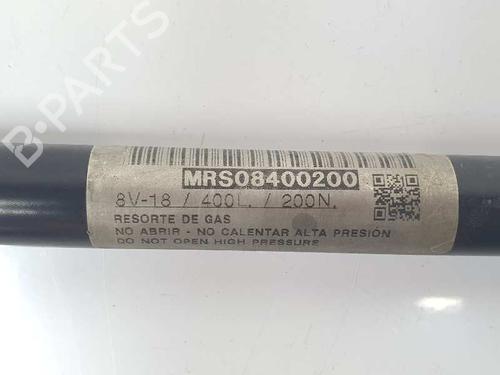 B-PARTS
MRS08400200
8V-18 / 400L. / 200N.
RESORTE DE GAS
NO ABRIR - NO CALENTAR ALTA PRESIÓN
DO NOT OPEN HIGH PRESSURE